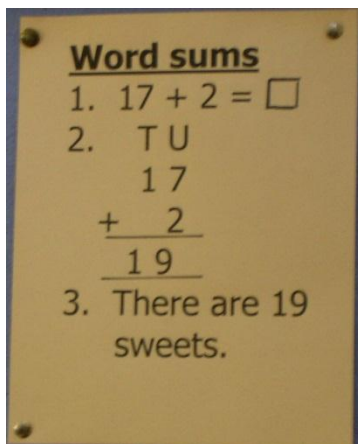 Word sums
1. 17 + 2 = □
2. T U
1 7
+ 2
1 9
3. There are 19
sweets.